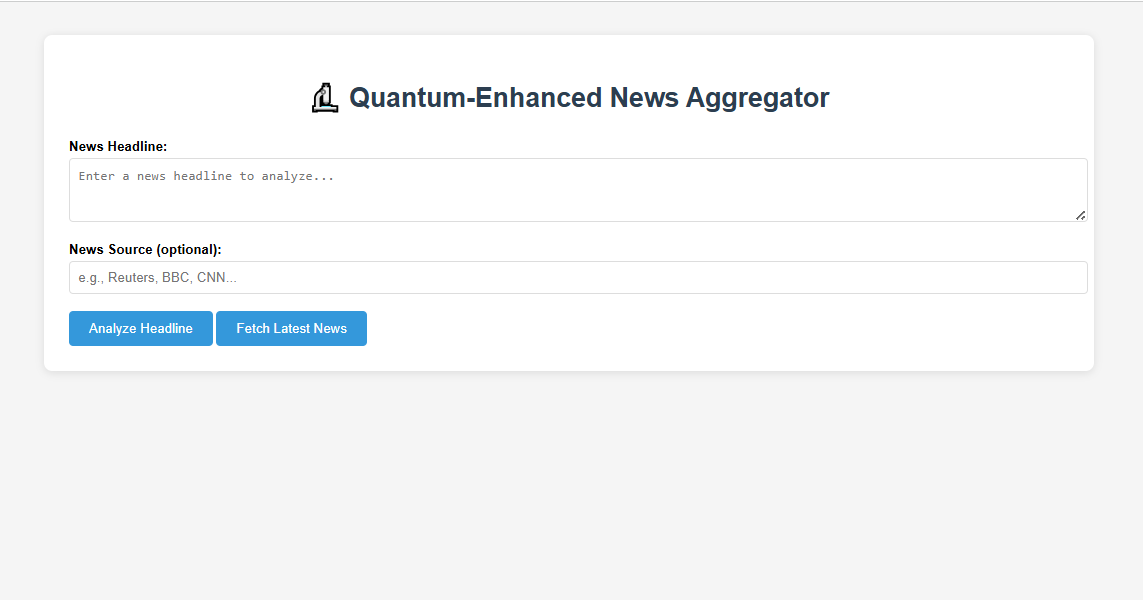 Quantum-Enhanced News Aggregator
News Headline:
Enter a news headline to analyze...
News Source (optional):
e.g., Reuters, BBC, CNN...
Analyze Headline Fetch Latest News